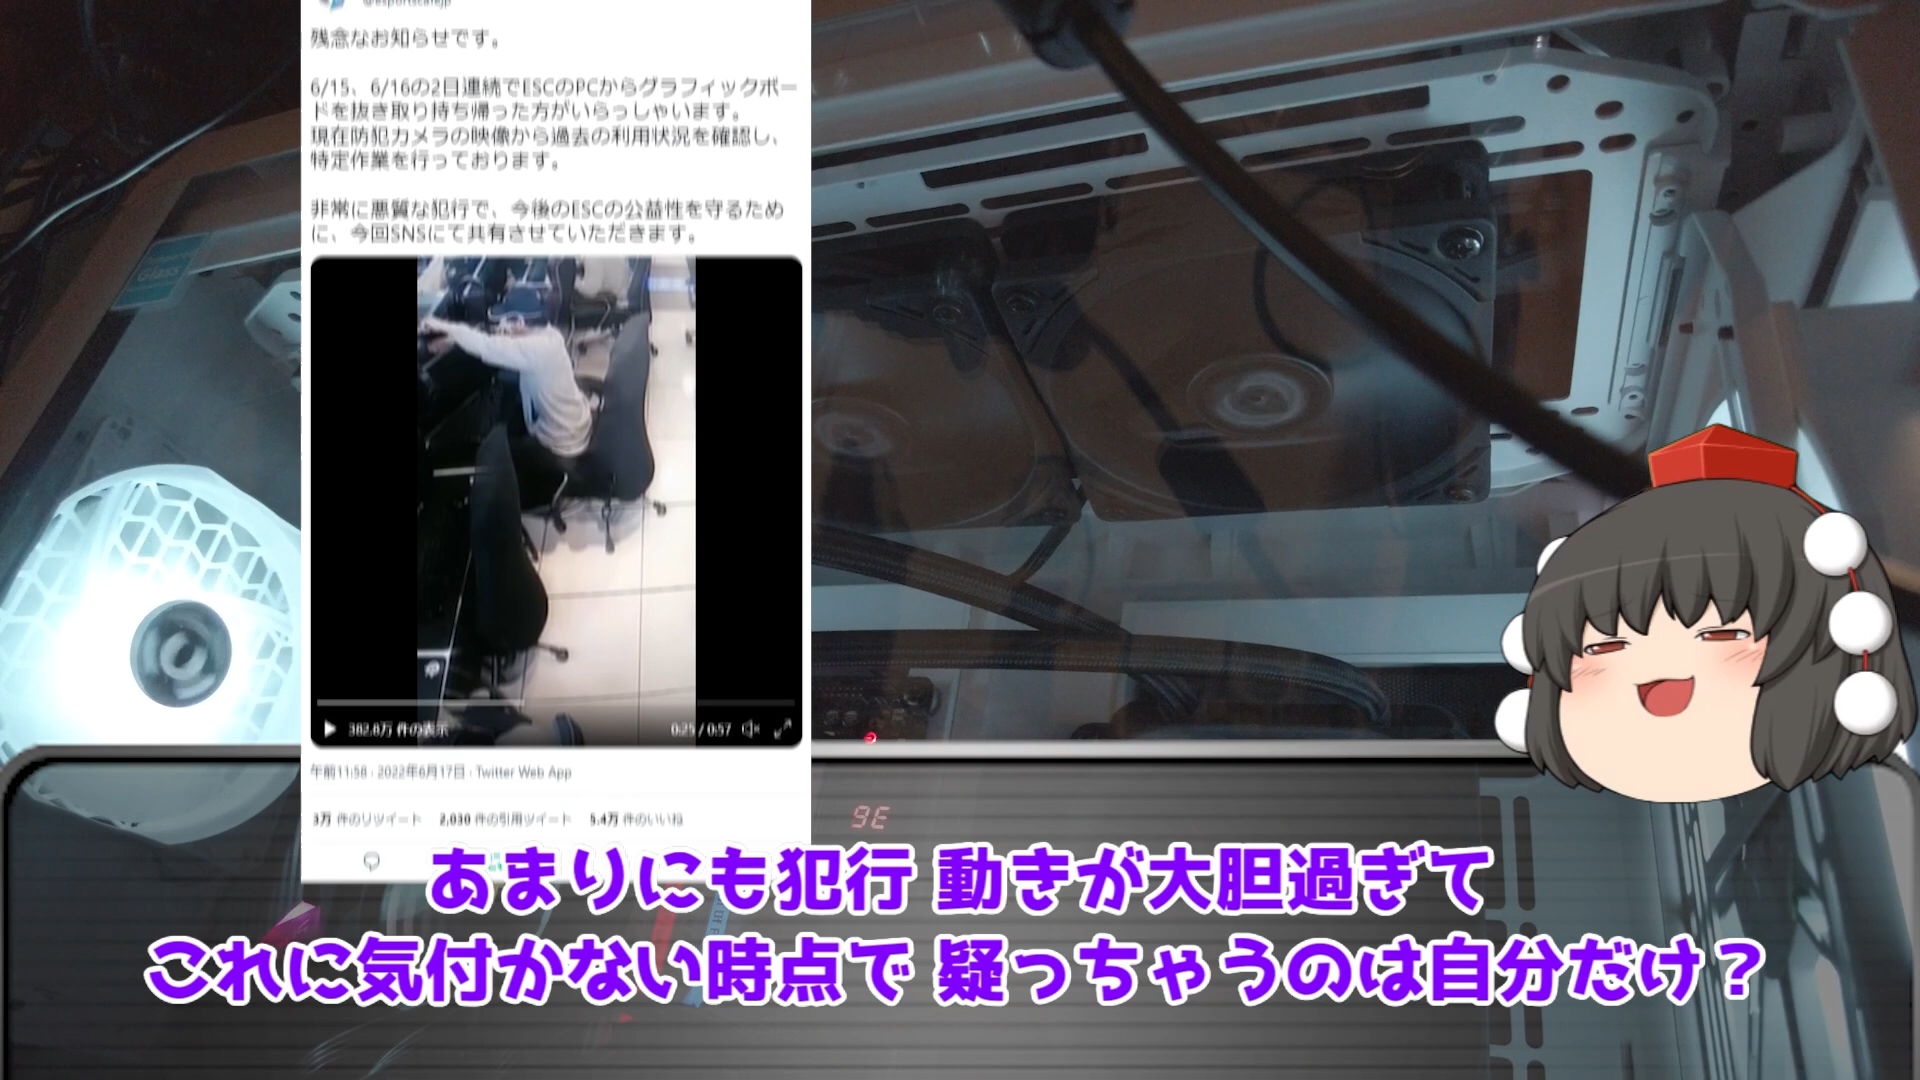 @esportscafejp
残念なお知らせです。
6/15、6/16の2日連続でESCのPCからグラフィックボー
ドを抜き取り持ち帰った方がいらっしゃいます。
現在防犯カメラの映像から過去の利用状況を確認し、
特定作業を行っております。
非常に悪質な犯行で、今後のESCの公益性を守るため
に、今回SNSにて共有させていただきます。
382.8万 件の表示
0:25 / 0:57
午前11:58 · 2022年6月17日 · Twitter Web App
3万 件のリツイート 2,030 件の引用ツイート 5.4万 件のいいね
Glass
9E
あまりにも犯行 動きが大胆過ぎて
これに気付かない時点で 疑っちゃうのは自分だけ？